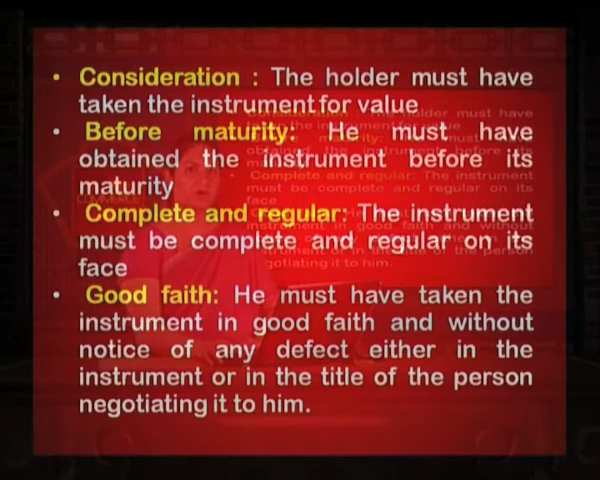 • Consideration : The holder must have
taken the instrument for value
• Before maturity: He must have
obtained the instrument before its
maturity
• Complete and regular: The instrument
must be complete and regular on its
face
• Good faith: He must have taken the
instrument in good faith and without
notice of any defect either in the
instrument or in the title of the person
negotiating it to him.